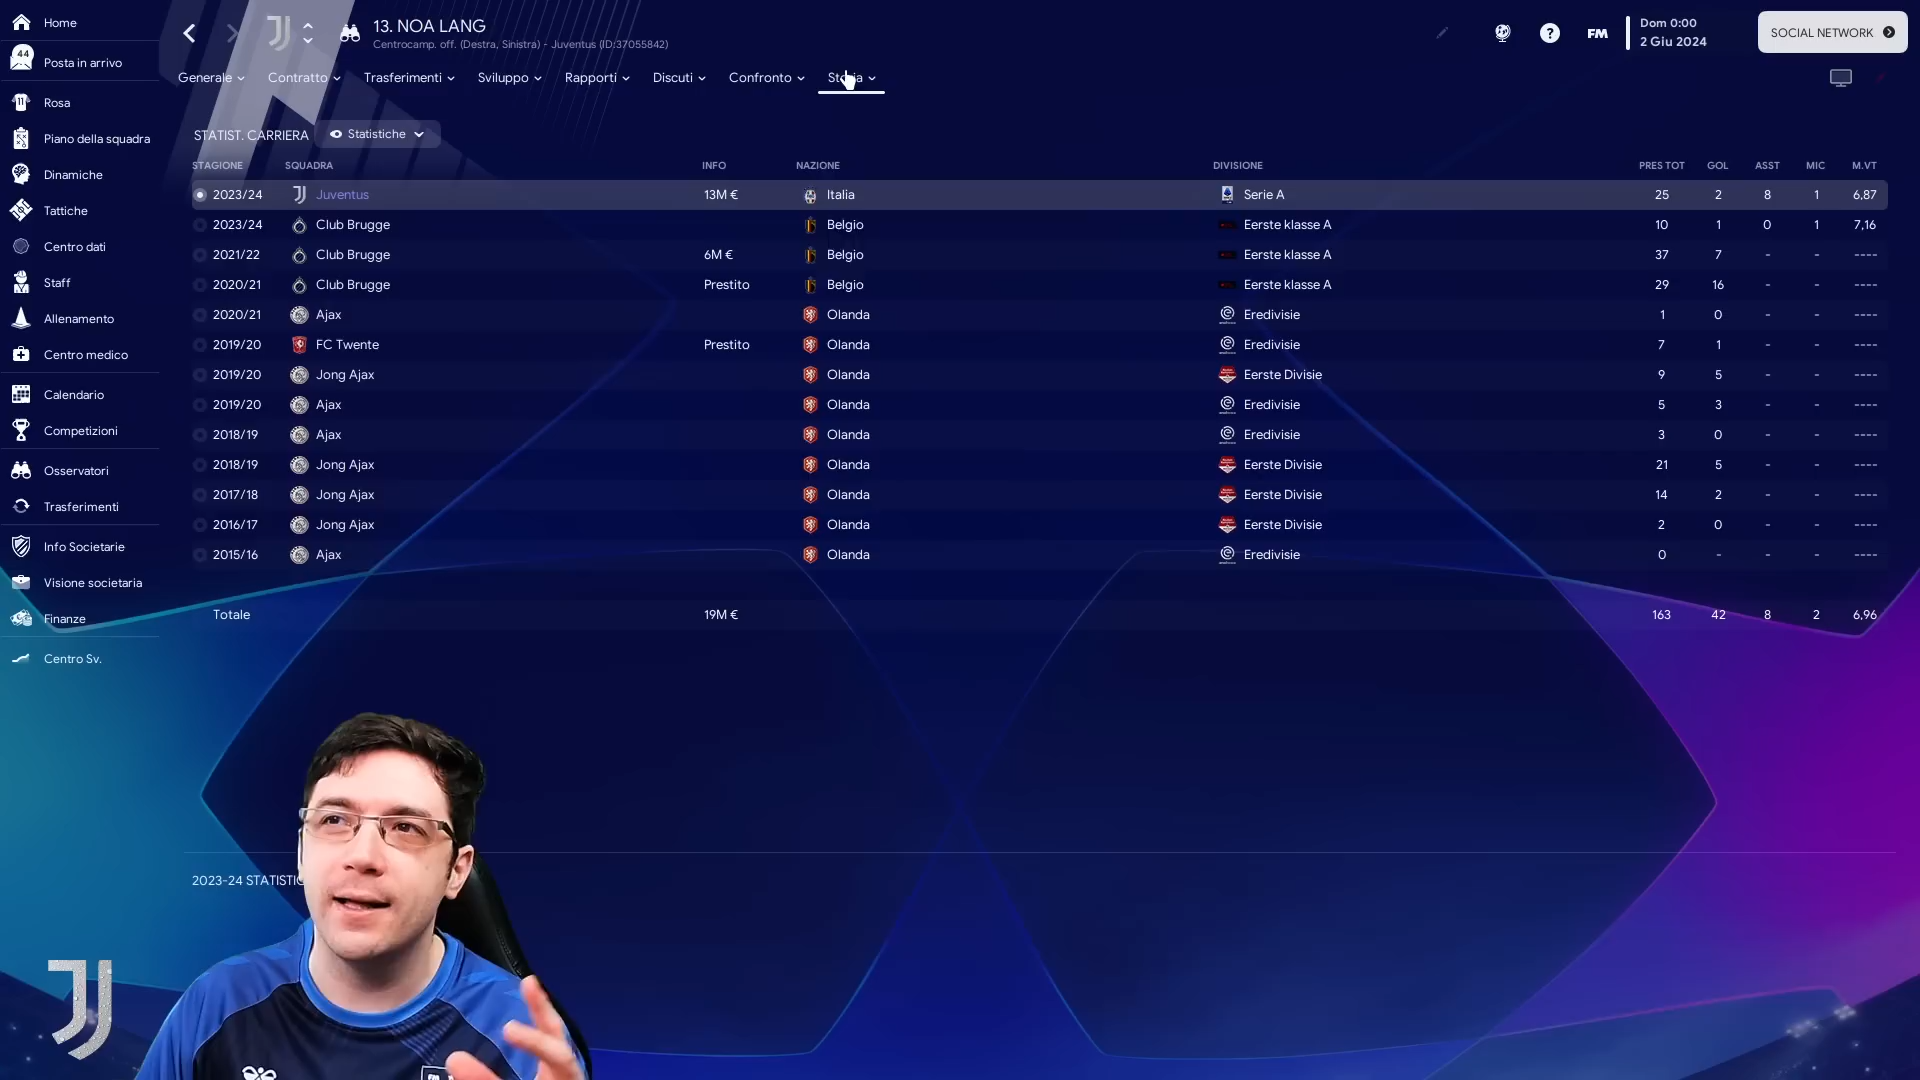 Home
44
Posta in arrivo
Rosa
Piano della squadra
Dinamiche
Tattiche
Centro dati
Staff
Allenamento
Centro medico
Calendario
Competizioni
Osservatori
Trasferimenti
Info Societarie
Visione societaria
Finanze
Centro Sv.
13. NOA LANG
Centrocamp. off. (Destra, Sinistra) - Juventus (ID:37055842)
FM
Dom 0:00
2 Giu 2024
SOCIAL NETWORK
Generale Contratto Trasferimenti Sviluppo Rapporti Discuti Confronto
STATIST. CARRIERA Statistiche
STAGIONE SQUADRA INFO NAZIONE DIVISIONE PRES TOT GOL ASST MIC M.VT
2023/24 Juventus 13M € Italia Serie A 25 2 8 1 6,87
2023/24 Club Brugge Belgio Eerste klasse A 10 1 0 1 7,16
2021/22 Club Brugge 6M € Belgio Eerste klasse A 37 7 - - ----
2020/21 Club Brugge Prestito Belgio Eerste klasse A 29 16 - - ----
2020/21 Ajax Olanda Eredivisie 1 0 - - ----
2019/20 FC Twente Prestito Olanda Eredivisie 7 1 - - ----
2019/20 Jong Ajax Olanda Eerste Divisie 9 5 - - ----
2019/20 Ajax Olanda Eredivisie 5 3 - - ----
2018/19 Ajax Olanda Eredivisie 3 0 - - ----
2018/19 Jong Ajax Olanda Eerste Divisie 21 5 - - ----
2017/18 Jong Ajax Olanda Eerste Divisie 14 2 - - ----
2016/17 Jong Ajax Olanda Eerste Divisie 2 0 - - ----
2015/16 Ajax Olanda Eredivisie 0 - - - ----
Totale 19M € 163 42 8 2 6,96
2023-24